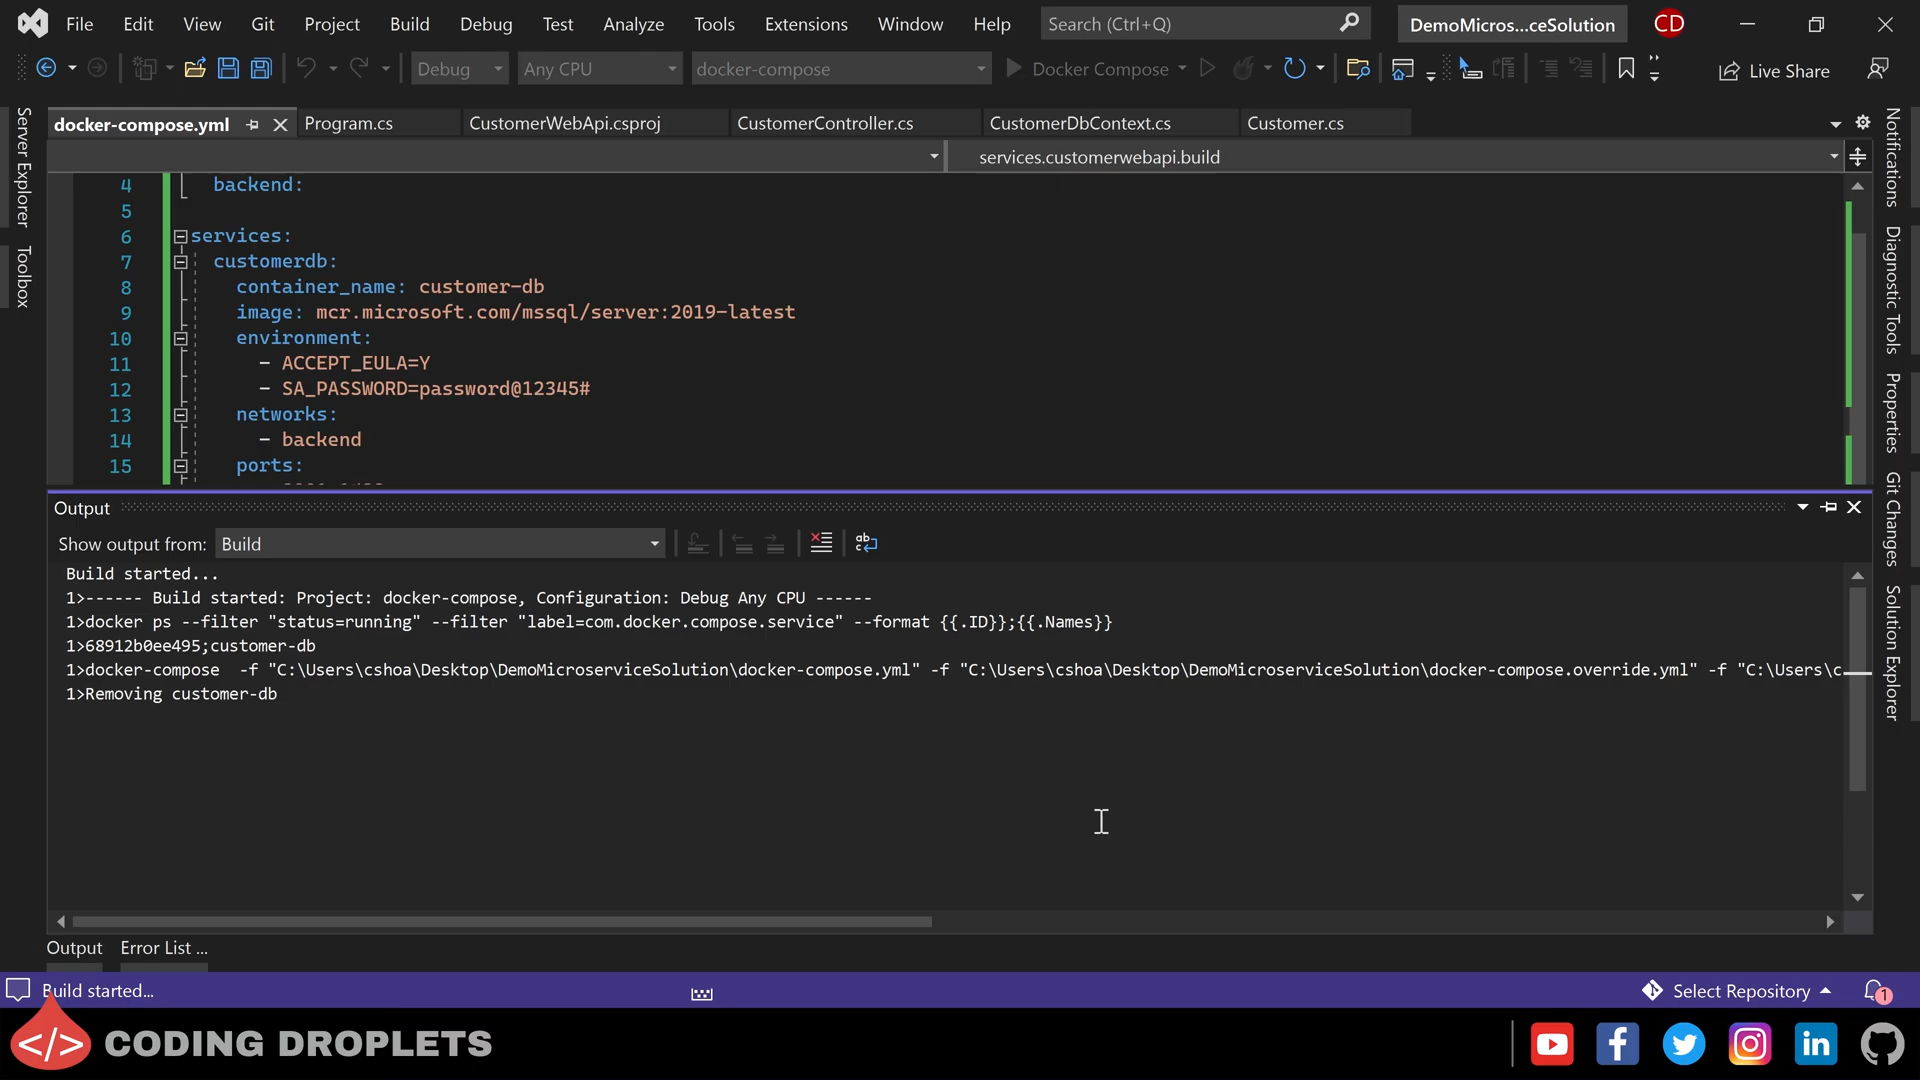 File Edit View Git Project Build Debug Test Analyze Tools Extensions Window Help Search (Ctrl+Q) DemoMicros...ceSolution CD
Debug Any CPU docker-compose Docker Compose Live Share
docker-compose.yml Program.cs CustomerWebApi.csproj CustomerController.cs CustomerDbContext.cs Customer.cs
services.customerwebapi.build
Server Explorer
Toolbox
4 backend:
5
6 services:
7 customerdb:
8 container_name: customer-db
9 image: mcr.microsoft.com/mssql/server:2019-latest
10 environment:
11 - ACCEPT_EULA=Y
12 - SA_PASSWORD=password@12345#
13 networks:
14 - backend
15 ports:
Notifications
Diagnostic Tools
Properties
Git Changes
Solution Explorer
Output
Show output from: Build
Build started...
1>------ Build started: Project: docker-compose, Configuration: Debug Any CPU ------
1>docker ps --filter "status=running" --filter "label=com.docker.compose.service" --format {{.ID}};{{.Names}}
1>68912b0ee495;customer-db
1>docker-compose  -f "C:\Users\cshoa\Desktop\DemoMicroserviceSolution\docker-compose.yml" -f "C:\Users\cshoa\Desktop\DemoMicroserviceSolution\docker-compose.override.yml" -f "C:\Users\c
1>Removing customer-db
Output Error List ...
Build started... Select Repository 1
</> CODING DROPLETS